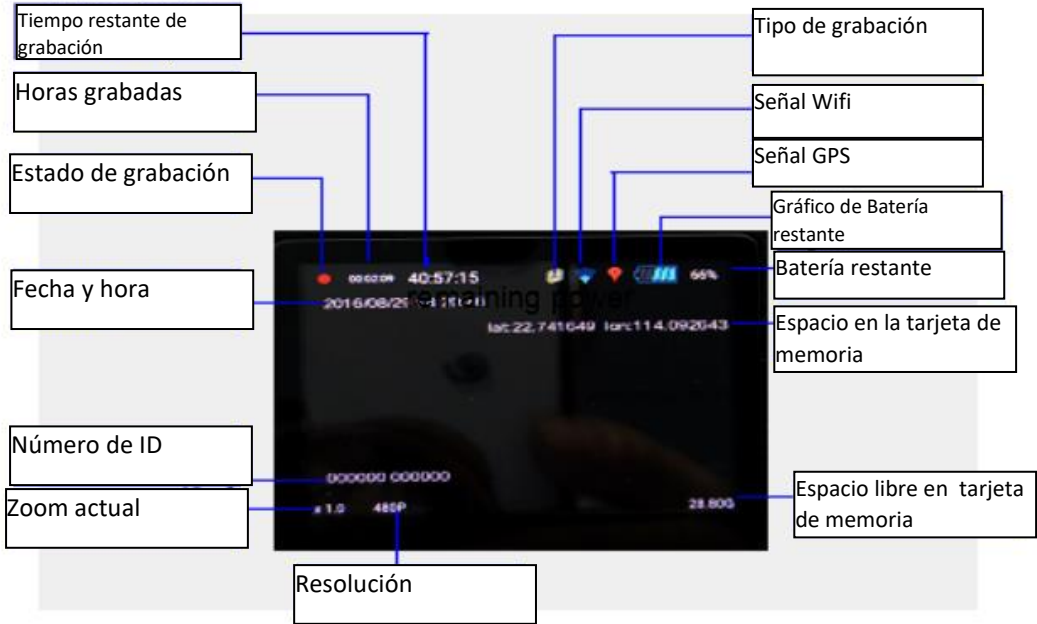 Tiempo restante de
grabación
Horas grabadas
Estado de grabación
Fecha y hora
Número de ID
Zoom actual
Resolución
Tipo de grabación
Señal Wifi
Señal GPS
Gráfico de Batería
restante
Batería restante
Espacio en la tarjeta de
memoria
Espacio libre en tarjeta
de memoria
00:02:09 40:57:15 66%
remaining power
2016/08/29
lat:22.741649 lon:114.092643
000000 000000
x 1.0 480P
28.80G